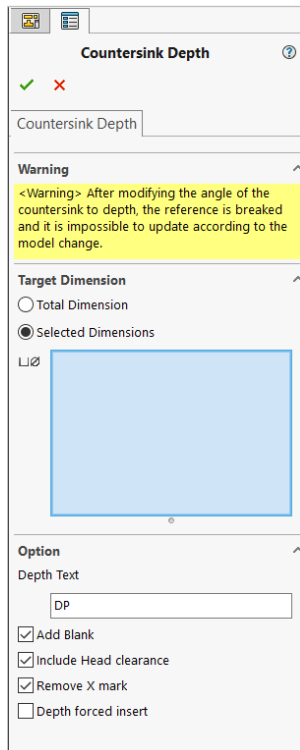 Countersink Depth
Countersink Depth
Warning
<Warning> After modifying the angle of the
countersink to depth, the reference is breaked
and it is impossible to update according to the
model change.
Target Dimension
Total Dimension
Selected Dimensions
Option
Depth Text
DP
Add Blank
Include Head clearance
Remove X mark
Depth forced insert